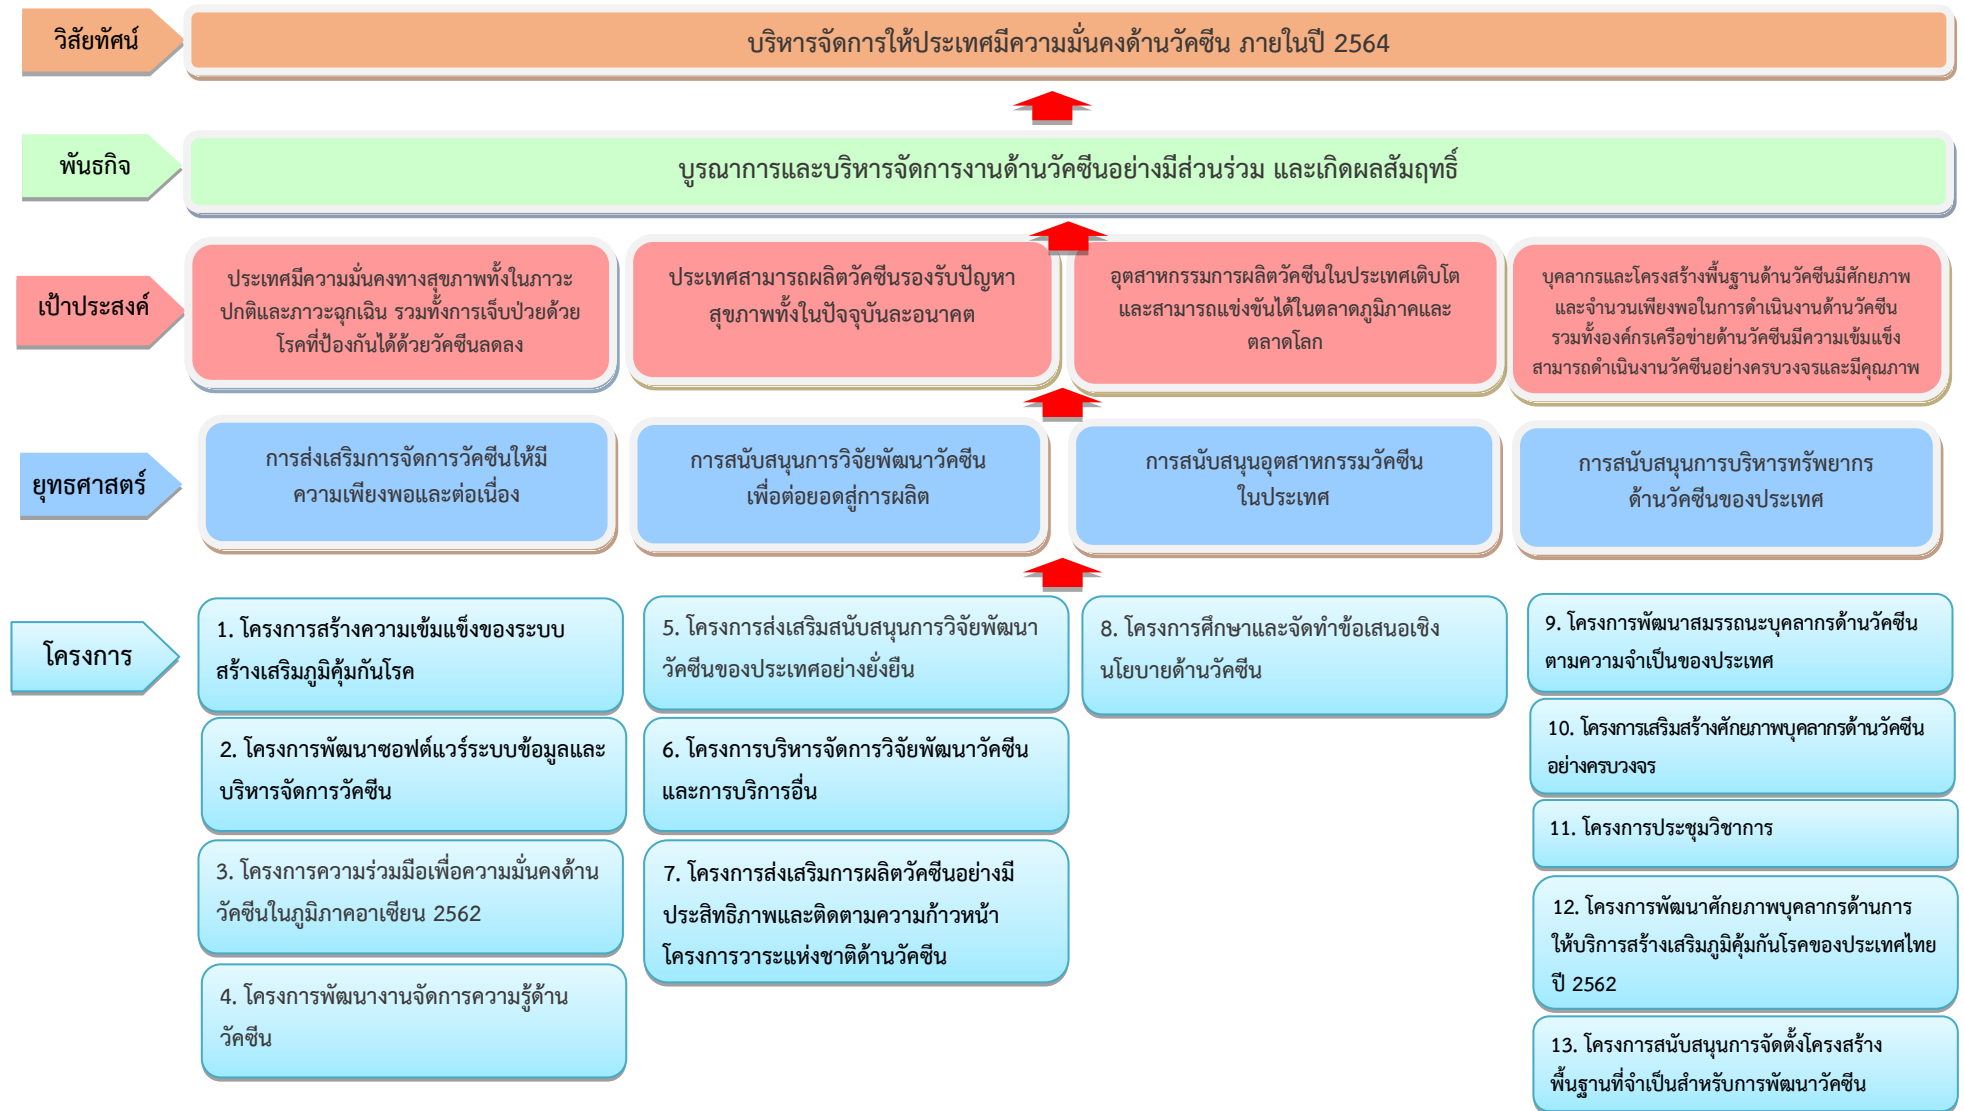 วิสัยทัศน์
บริหารจัดการให้ประเทศมีความมั่นคงด้านวัคซีน ภายในปี 2564
พันธกิจ
บูรณาการและบริหารจัดการงานด้านวัคซีนอย่างมีส่วนร่วม และเกิดผลสัมฤทธิ์
เป้าประสงค์
ประเทศมีความมั่นคงทางสุขภาพทั้งในภาวะ
ปกติและภาวะฉุกเฉิน รวมทั้งการเจ็บป่วยด้วย
โรคที่ป้องกันได้ด้วยวัคซีนลดลง
ประเทศสามารถผลิตวัคซีนรองรับปัญหา
สุขภาพทั้งในปัจจุบันละอนาคต
อุตสาหกรรมการผลิตวัคซีนในประเทศเติบโต
และสามารถแข่งขันได้ในตลาดภูมิภาคและ
ตลาดโลก
บุคลากรและโครงสร้างพื้นฐานด้านวัคซีนมีศักยภาพ
และจำนวนเพียงพอในการดำเนินงานด้านวัคซีน
รวมทั้งองค์กรเครือข่ายด้านวัคซีนมีความเข้มแข็ง
สามารถดำเนินงานวัคซีนอย่างครบวงจรและมีคุณภาพ
ยุทธศาสตร์
การส่งเสริมการจัดการวัคซีนให้มี
ความเพียงพอและต่อเนื่อง
การสนับสนุนการวิจัยพัฒนาวัคซีน
เพื่อต่อยอดสู่การผลิต
การสนับสนุนอุตสาหกรรมวัคซีน
ในประเทศ
การสนับสนุนการบริหารทรัพยากร
ด้านวัคซีนของประเทศ
โครงการ
1. โครงการสร้างความเข้มแข็งของระบบ
สร้างเสริมภูมิคุ้มกันโรค
2. โครงการพัฒนาซอฟต์แวร์ระบบข้อมูลและ
บริหารจัดการวัคซีน
3. โครงการความร่วมมือเพื่อความมั่นคงด้าน
วัคซีนในภูมิภาคอาเซียน 2562
4. โครงการพัฒนางานจัดการความรู้ด้าน
วัคซีน
5. โครงการส่งเสริมสนับสนุนการวิจัยพัฒนา
วัคซีนของประเทศอย่างยั่งยืน
6. โครงการบริหารจัดการวิจัยพัฒนาวัคซีน
และการบริการอื่น
7. โครงการส่งเสริมการผลิตวัคซีนอย่างมี
ประสิทธิภาพและติดตามความก้าวหน้า
โครงการวาระแห่งชาติด้านวัคซีน
8. โครงการศึกษาและจัดทำข้อเสนอเชิง
นโยบายด้านวัคซีน
9. โครงการพัฒนาสมรรถนะบุคลากรด้านวัคซีน
ตามความจำเป็นของประเทศ
10. โครงการเสริมสร้างศักยภาพบุคลากรด้านวัคซีน
อย่างครบวงจร
11. โครงการประชุมวิชาการ
12. โครงการพัฒนาศักยภาพบุคลากรด้านการ
ให้บริการสร้างเสริมภูมิคุ้มกันโรคของประเทศไทย
ปี 2562
13. โครงการสนับสนุนการจัดตั้งโครงสร้าง
พื้นฐานที่จำเป็นสำหรับการพัฒนาวัคซีน